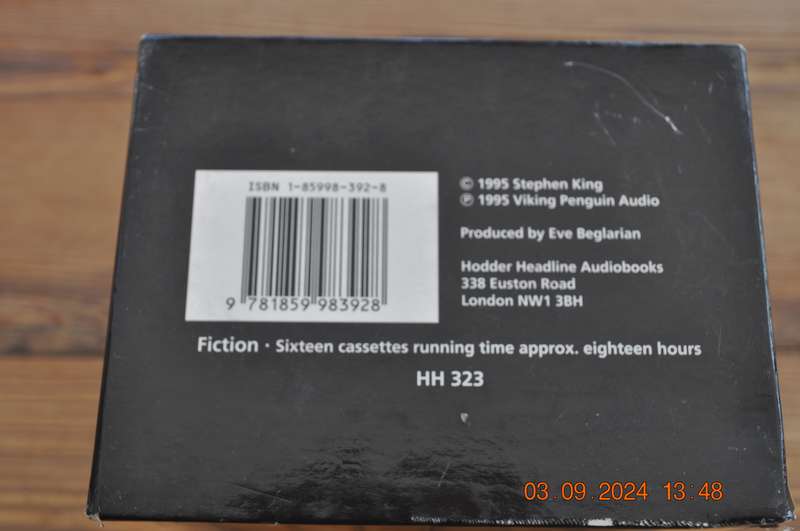 ISBN 1-85998-392-8
9 781859 983928
© 1995 Stephen King
℗ 1995 Viking Penguin Audio
Produced by Eve Beglarian
Hodder Headline Audiobooks
338 Euston Road
London NW1 3BH
Fiction · Sixteen cassettes running time approx. eighteen hours
HH 323
03.09.2024 13:48